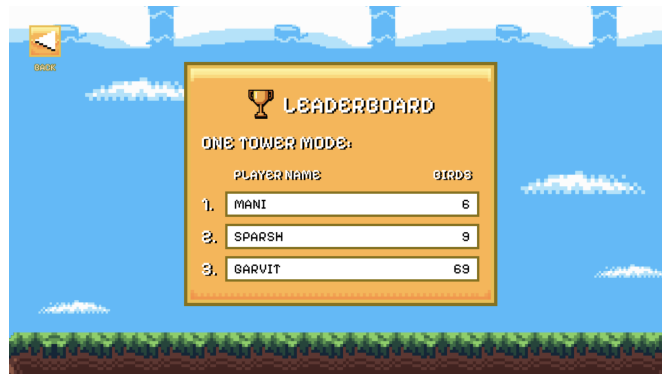 BACK
LEADERBOARD
ONE TOWER MODE:
PLAYER NAME BIRDS
1. MANI 6
2. SPARSH 9
3. GARVIT 69